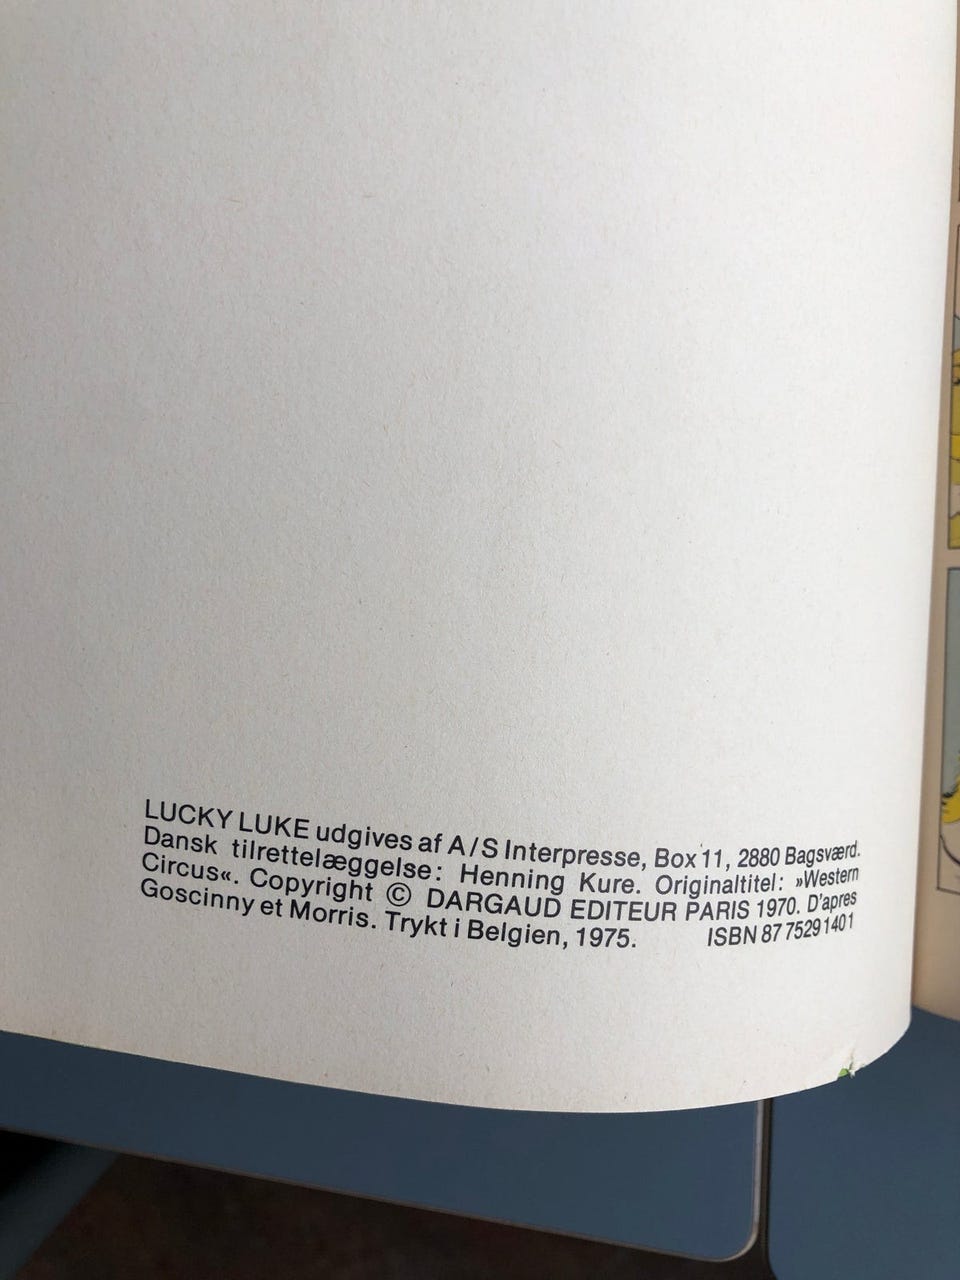 LUCKY LUKE udgives af A/S Interpresse, Box 11, 2880 Bagsværd.
Dansk tilrettelæggelse: Henning Kure. Originaltitel: »Western
Circus«. Copyright © DARGAUD EDITEUR PARIS 1970. D'apres
Goscinny et Morris. Trykt i Belgien, 1975. ISBN 87 7529 140 1